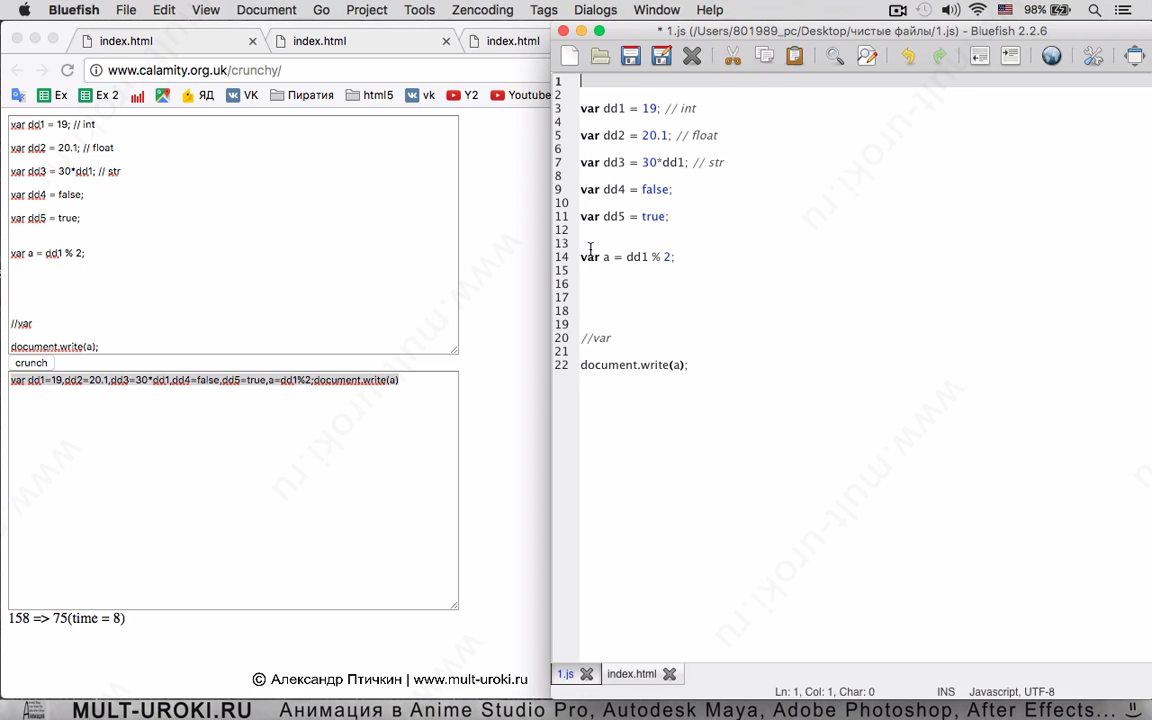 Bluefish File Edit View Document Go Project Tools Zencoding Tags Dialogs Window Help 98%
index.html index.html index.html
www.calamity.org.uk/crunchy/
Ex Ex 2 ЯД VK Пиратия html5 vk Y2 Youtube
var dd1 = 19; // int
var dd2 = 20.1; // float
var dd3 = 30*dd1; // str
var dd4 = false;
var dd5 = true;
var a = dd1 % 2;
//var
document.write(a);
crunch
var dd1=19,dd2=20.1,dd3=30*dd1,dd4=false,dd5=true,a=dd1%2;document.write(a)
158 => 75(time = 8)
* 1.js (/Users/801989_pc/Desktop/чистые файлы/1.js) - Bluefish 2.2.6
1
2
3 var dd1 = 19; // int
4
5 var dd2 = 20.1; // float
6
7 var dd3 = 30*dd1; // str
8
9 var dd4 = false;
10
11 var dd5 = true;
12
13
14 var a = dd1 % 2;
15
16
17
18
19
20 //var
21
22 document.write(a);
1.js index.html
Ln: 1, Col: 1, Char: 0 INS Javascript, UTF-8
© Александр Птичкин | www.mult-uroki.ru
MULT-UROKI.RU Анимация в Anime Studio Pro, Autodesk Maya, Adobe Photoshop, After Effects...